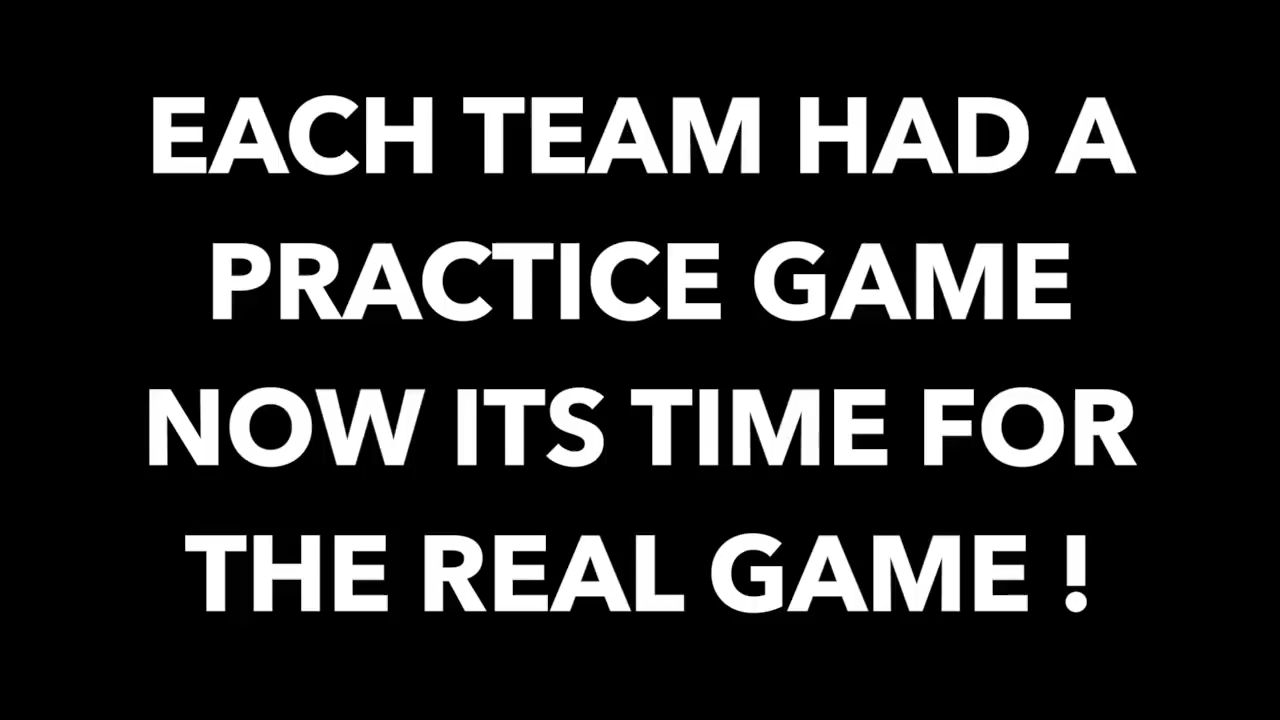 EACH TEAM HAD A
PRACTICE GAME
NOW ITS TIME FOR
THE REAL GAME !